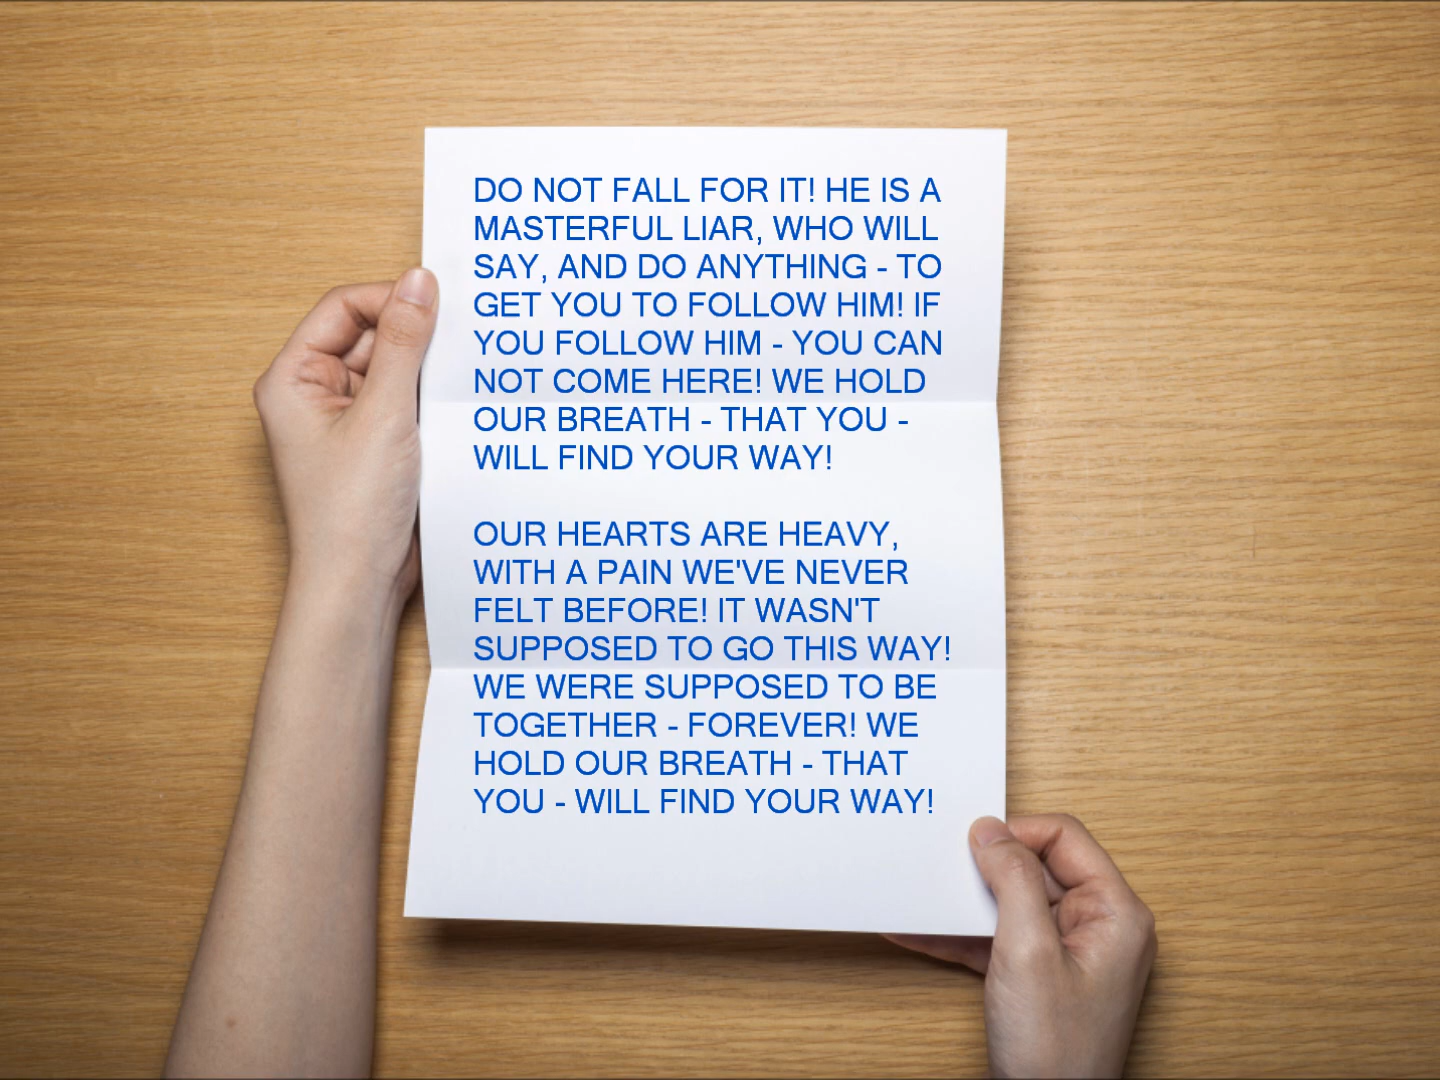 DO NOT FALL FOR IT! HE IS A
MASTERFUL LIAR, WHO WILL
SAY, AND DO ANYTHING - TO
GET YOU TO FOLLOW HIM! IF
YOU FOLLOW HIM - YOU CAN
NOT COME HERE! WE HOLD
OUR BREATH - THAT YOU -
WILL FIND YOUR WAY!

OUR HEARTS ARE HEAVY,
WITH A PAIN WE'VE NEVER
FELT BEFORE! IT WASN'T
SUPPOSED TO GO THIS WAY!
WE WERE SUPPOSED TO BE
TOGETHER - FOREVER! WE
HOLD OUR BREATH - THAT
YOU - WILL FIND YOUR WAY!